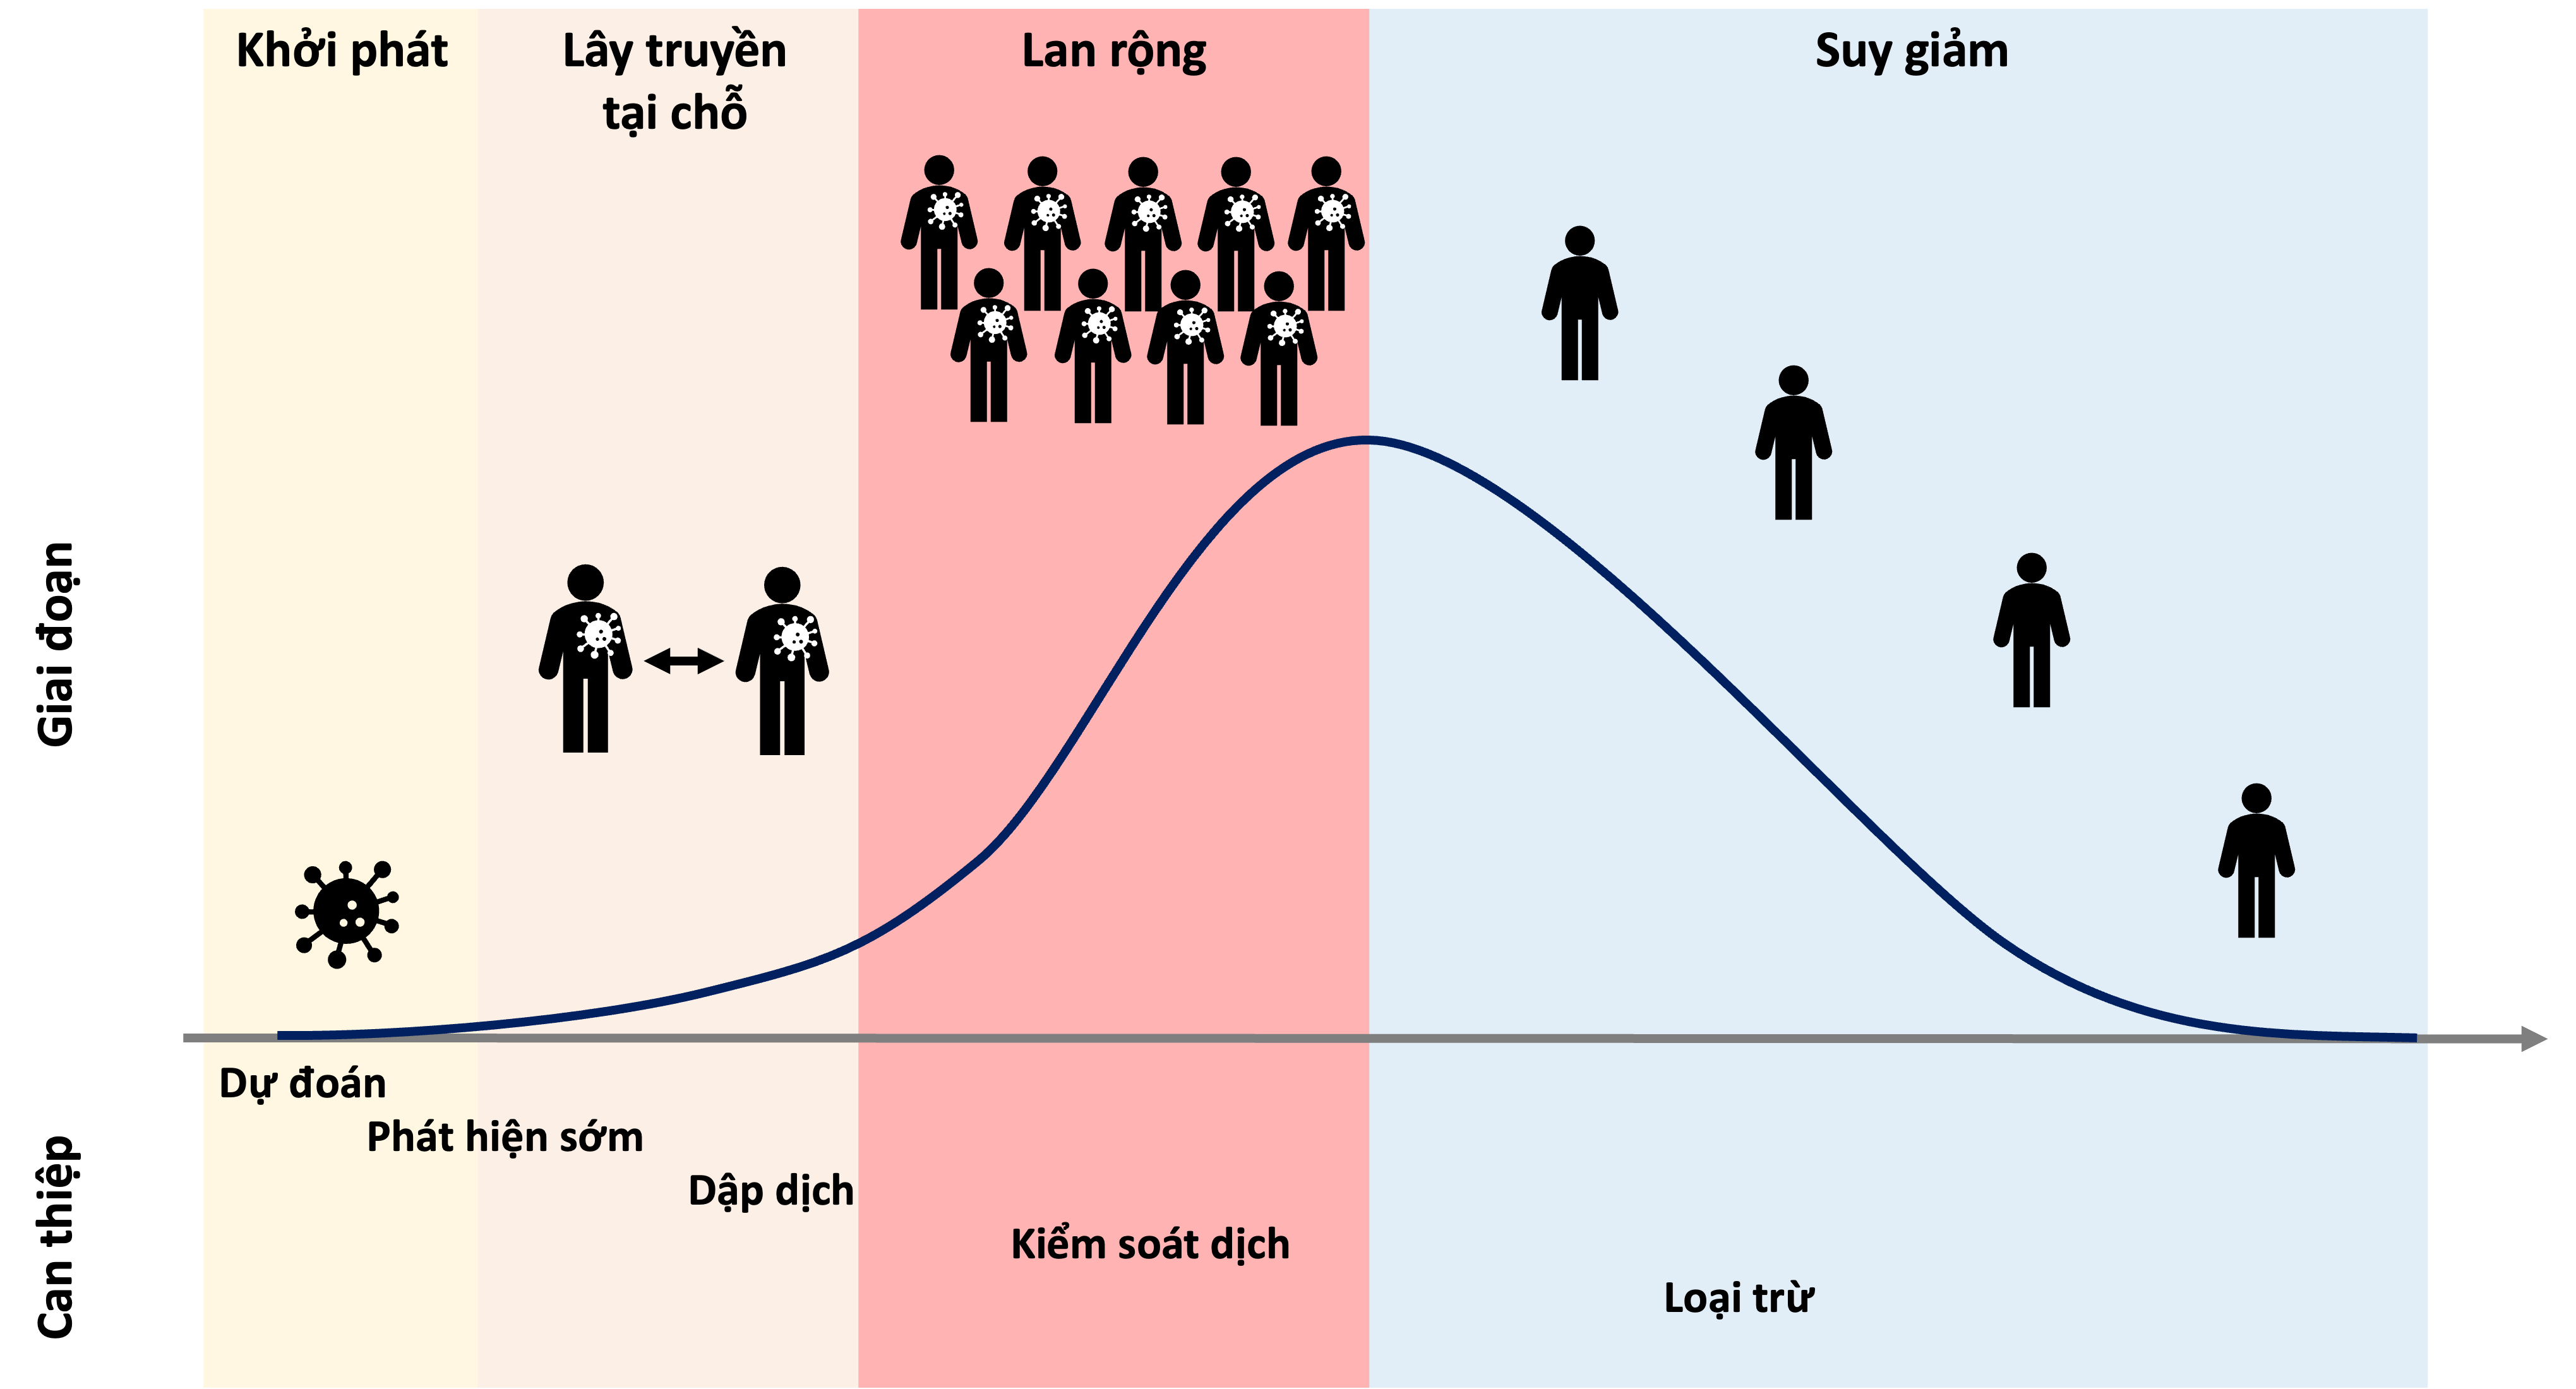 Khởi phát
Lây truyền
tại chỗ
Lan rộng
Suy giảm
Giai đoạn
Dự đoán
Phát hiện sớm
Dập dịch
Kiểm soát dịch
Loại trừ
Can thiệp